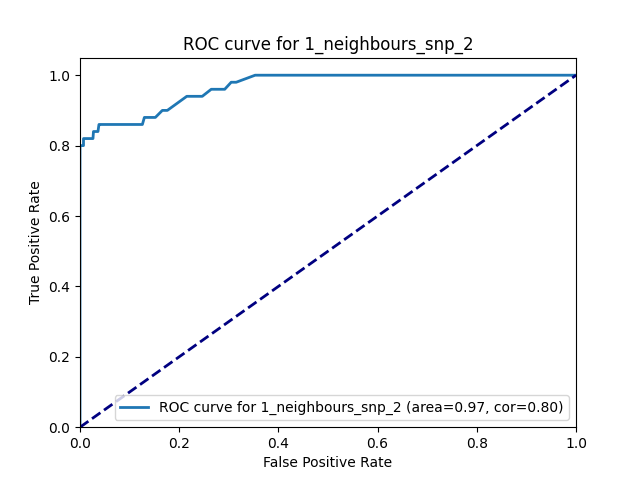 ROC curve for 1_neighbours_snp_2
1.0
0.8
0.6
0.4
0.2
0.0
True Positive Rate
ROC curve for 1_neighbours_snp_2 (area=0.97, cor=0.80)
0.0 0.2 0.4 0.6 0.8 1.0
False Positive Rate